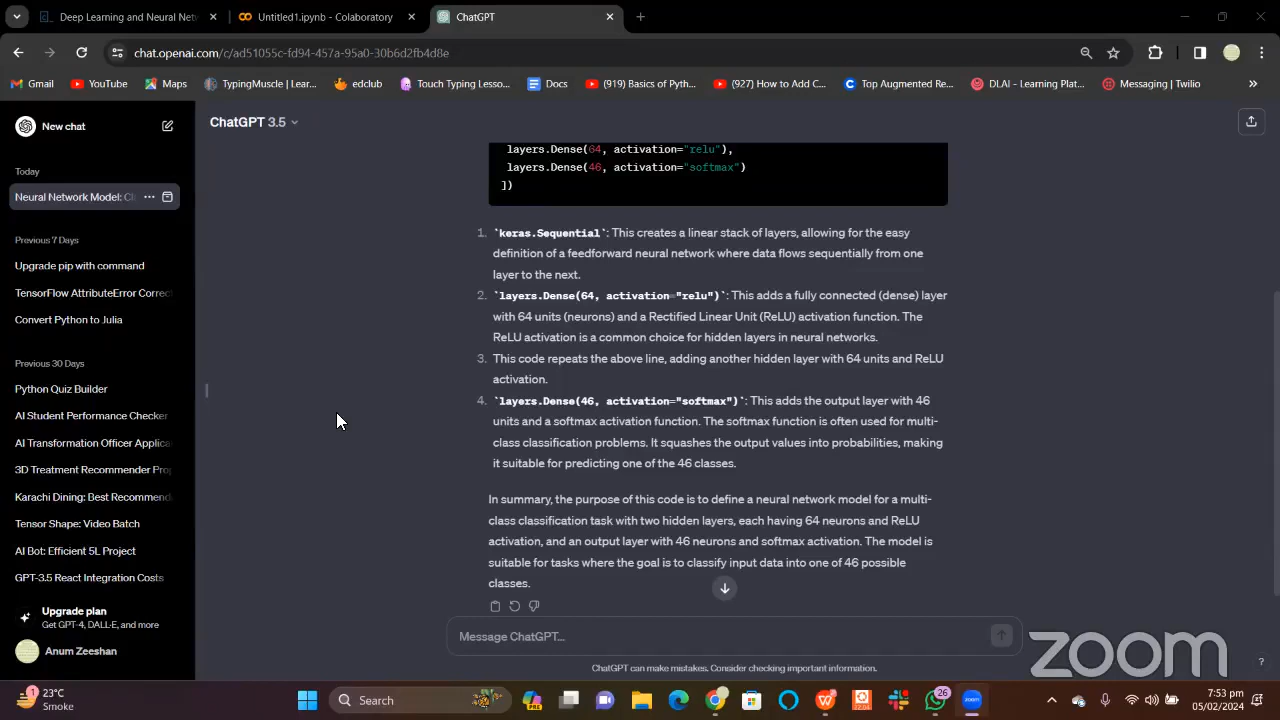 Deep Learning and Neural Net
Untitled1.ipynb - Colaboratory
ChatGPT
chat.openai.com/c/ad51055c-fd94-457a-95a0-30b6d2fb4d8e
Gmail
YouTube
Maps
TypingMuscle | Lear...
edclub
Touch Typing Lesso...
Docs
(919) Basics of Pyth...
(927) How to Add C...
Top Augmented Re...
DLAI - Learning Plat...
Messaging | Twilio
New chat
Today
Neural Network Model: Cl
Previous 7 Days
Upgrade pip with command
TensorFlow AttributeError Correc
Convert Python to Julia
Previous 30 Days
Python Quiz Builder
AI Student Performance Checker
AI Transformation Officer Applica
3D Treatment Recommender Pro
Karachi Dining: Best Recommend
Tensor Shape: Video Batch
AI Bot: Efficient 5L Project
GPT-3.5 React Integration Costs
Upgrade plan
Get GPT-4, DALL-E, and more
Anum Zeeshan
ChatGPT 3.5
layers.Dense(64, activation="relu"),
layers.Dense(46, activation="softmax")
])
1. `keras.Sequential`: This creates a linear stack of layers, allowing for the easy
definition of a feedforward neural network where data flows sequentially from one
layer to the next.
2. `layers.Dense(64, activation="relu")`: This adds a fully connected (dense) layer
with 64 units (neurons) and a Rectified Linear Unit (ReLU) activation function. The
ReLU activation is a common choice for hidden layers in neural networks.
3. This code repeats the above line, adding another hidden layer with 64 units and ReLU
activation.
4. `layers.Dense(46, activation="softmax")`: This adds the output layer with 46
units and a softmax activation function. The softmax function is often used for multi-
class classification problems. It squashes the output values into probabilities, making
it suitable for predicting one of the 46 classes.
In summary, the purpose of this code is to define a neural network model for a multi-
class classification task with two hidden layers, each having 64 neurons and ReLU
activation, and an output layer with 46 neurons and softmax activation. The model is
suitable for tasks where the goal is to classify input data into one of 46 possible
classes.
Message ChatGPT...
ChatGPT can make mistakes. Consider checking important information.
?
zoom
23°C
Smoke
Search
26
7:53 pm
05/02/2024